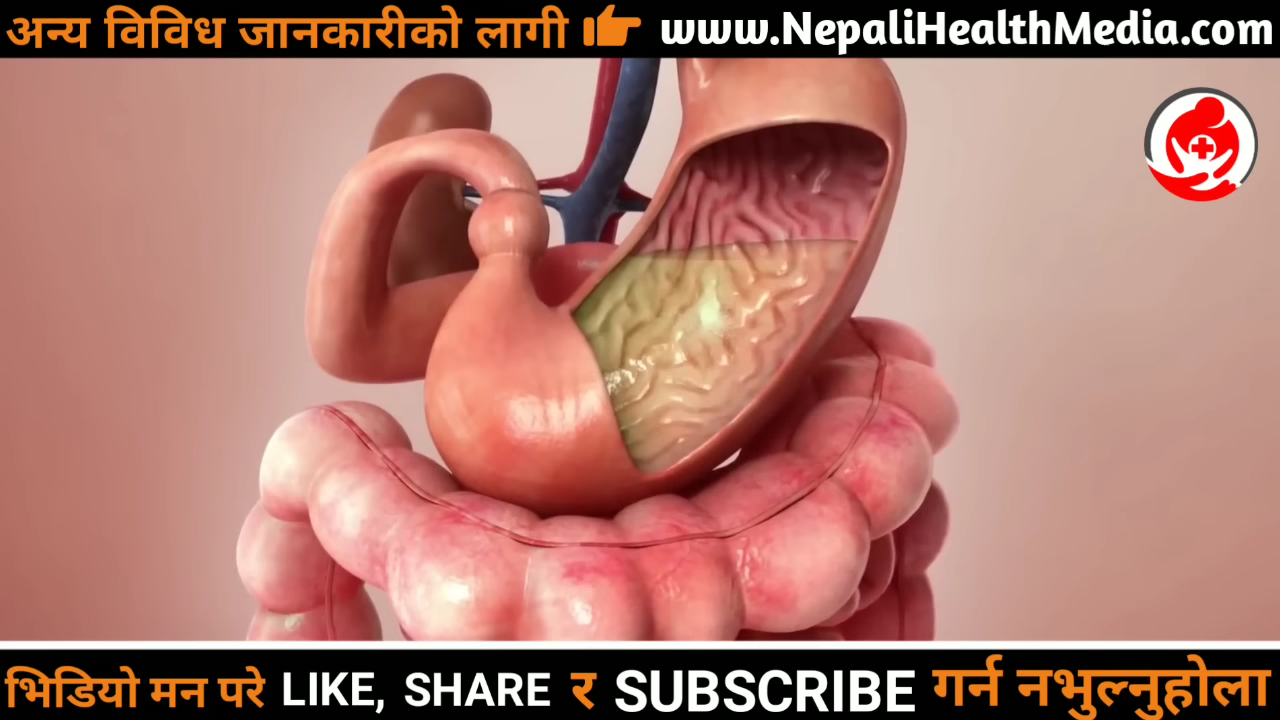 अन्य विविध जानकारीको लागी www.NepaliHealthMedia.com
भिडियो मन परे LIKE, SHARE र SUBSCRIBE गर्न नभुल्नुहोला